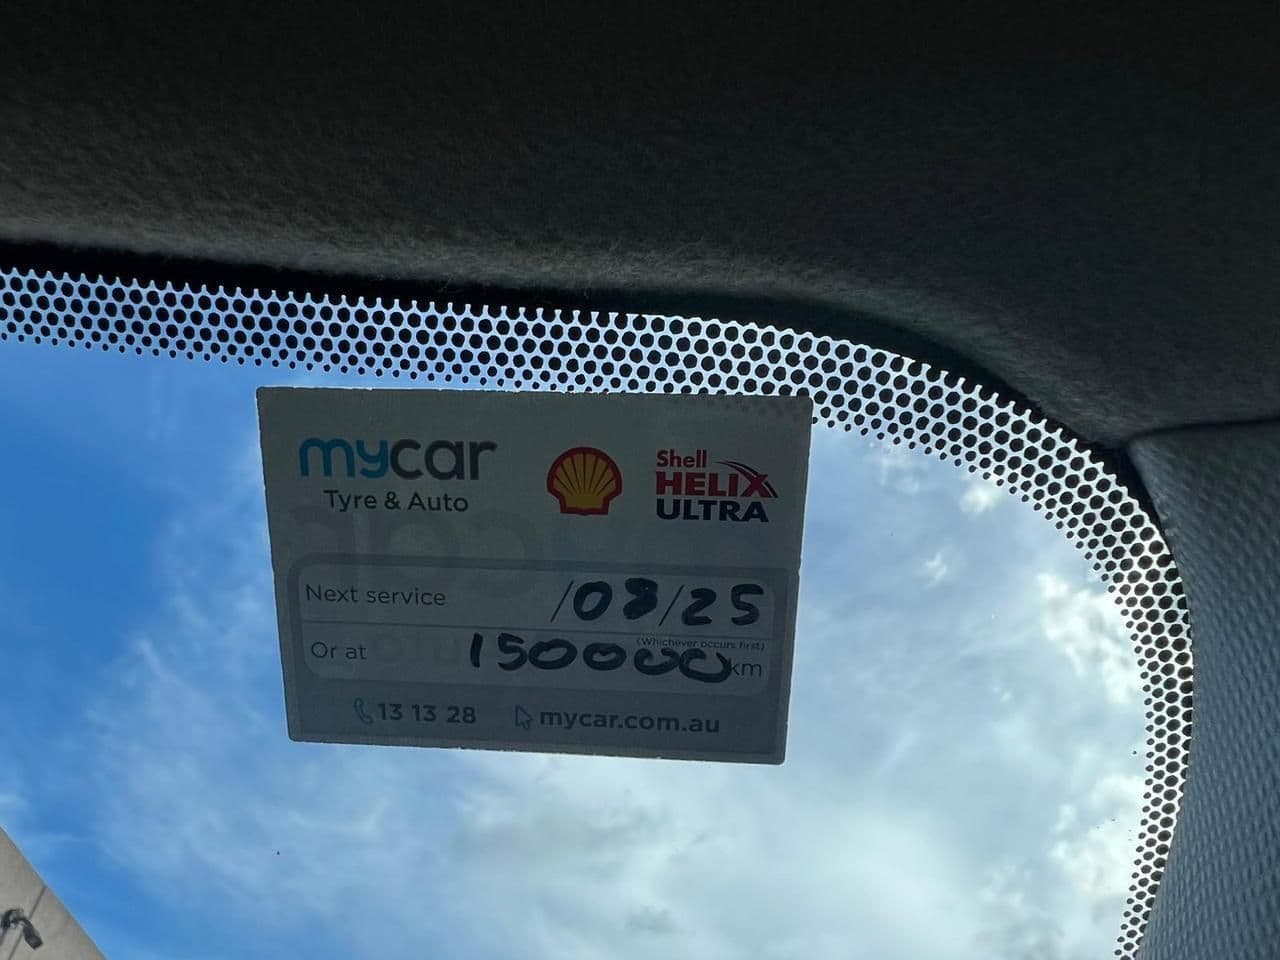 mycar
Tyre & Auto
Shell
HELIX
ULTRA
Next service /08/25
(Whichever occurs first)
Or at 150000 km
13 13 28 mycar.com.au